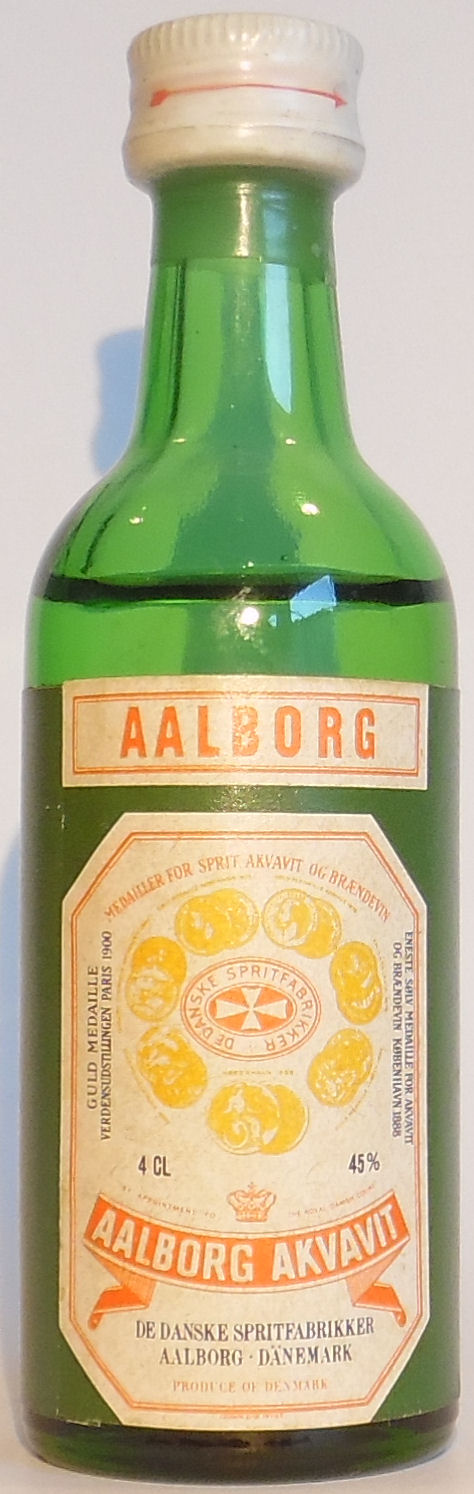 AALBORG
MEDAILLER FOR SPRIT AKVAVIT OG BRÆNDEVIN
GULD MEDAILLE
VERDENSUDSTILLINGEN PARIS 1900
ENESTE SØLV MEDAILLE FOR AKVAVIT
OG BRÆNDEVIN KØBENHAVN 1888
DE DANSKE SPRITFABRIKKER
4 CL
45%
BY APPOINTMENT TO THE ROYAL DANISH COURT
AALBORG AKVAVIT
DE DANSKE SPRITFABRIKKER
AALBORG · DÄNEMARK
PRODUCE OF DENMARK